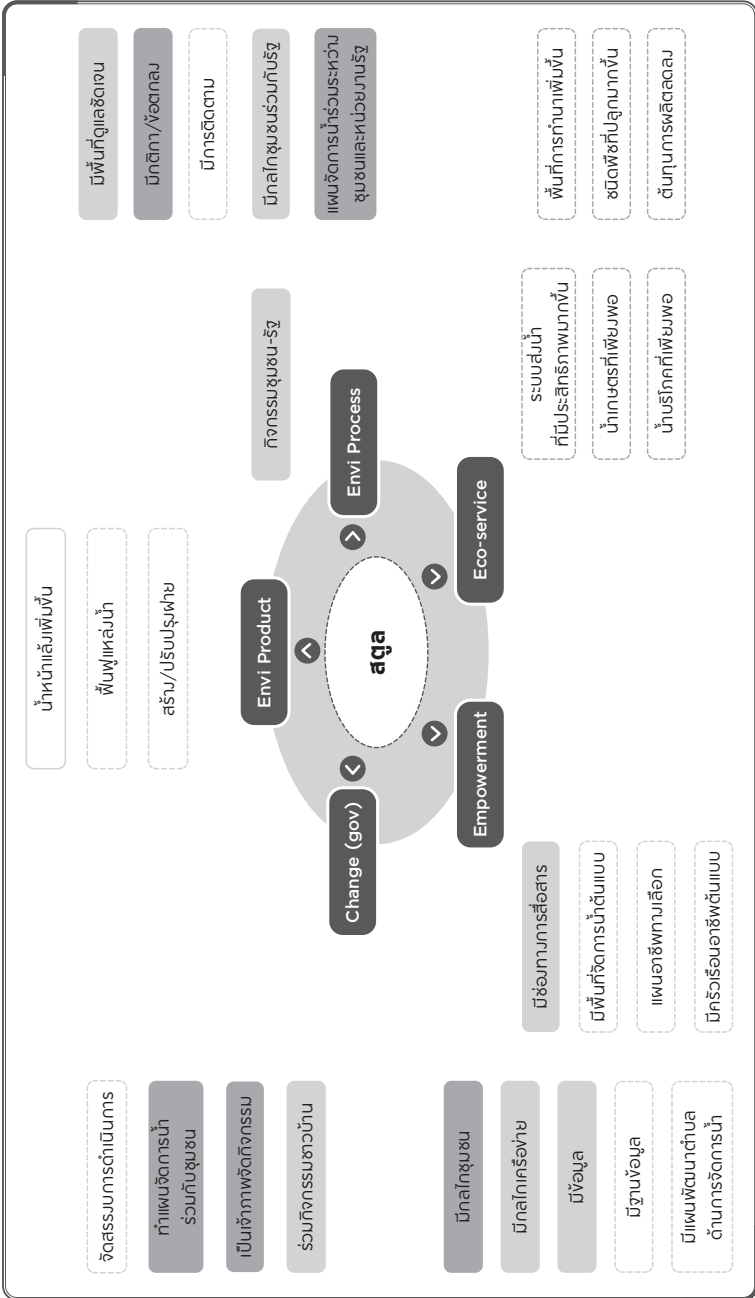 น้ำหน้าแล้งเพิ่มขึ้น
ฟื้นฟูแหล่งน้ำ
สร้าง/ปรับปรุงฝาย
จัดสรรงบการดำเนินการ
ทำแผนจัดการน้ำ
ร่วมกับชุมชน
เป็นเจ้าภาพจัดกิจกรรม
ร่วมกิจกรรมชาวบ้าน
กิจกรรมชุมชน-รัฐ
มีพื้นที่ดูแลชัดเจน
มีกติกา/ข้อตกลง
มีการติดตาม
มีกลไกชุมชนร่วมกับรัฐ
แผนจัดการน้ำร่วมระหว่าง
ชุมชนและหน่วยงานรัฐ
Envi Product
Change (gov)
Envi Process
สตูล
Empowerment
Eco-service
มีกลไกชุมชน
มีกลไกเครือข่าย
มีข้อมูล
มีฐานข้อมูล
มีแผนพัฒนาตำบล
ด้านการจัดการน้ำ
มีช่องทางการสื่อสาร
มีพื้นที่จัดการน้ำต้นแบบ
แผนอาชีพทางเลือก
มีครัวเรือนอาชีพต้นแบบ
ระบบส่งน้ำ
ที่มีประสิทธิภาพมากขึ้น
น้ำเกษตรที่เพียงพอ
น้ำบริโภคที่เพียงพอ
พื้นที่การทำนาเพิ่มขึ้น
ชนิดพืชที่ปลูกมากขึ้น
ต้นทุนการผลิตลดลง